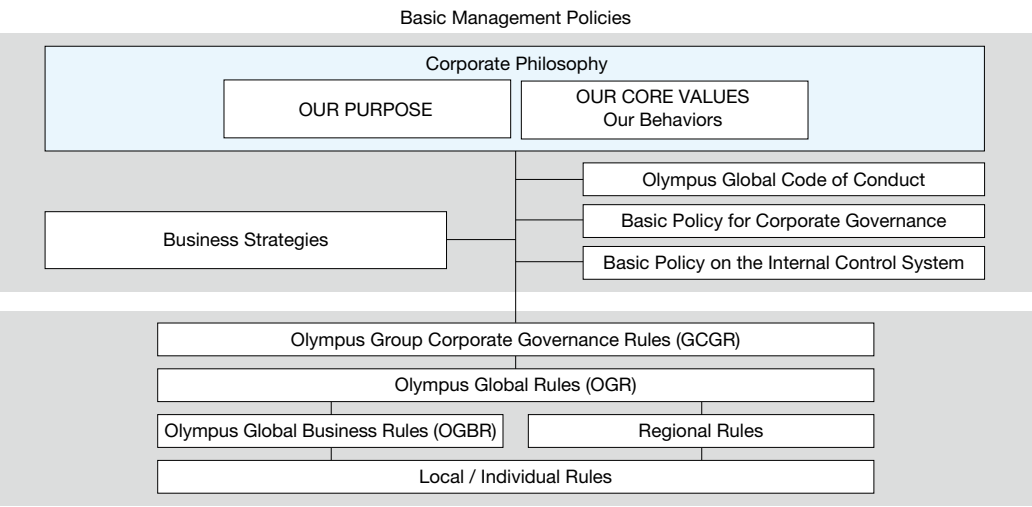 Basic Management Policies
Corporate Philosophy
OUR PURPOSE
OUR CORE VALUES
Our Behaviors
Olympus Global Code of Conduct
Basic Policy for Corporate Governance
Business Strategies
Basic Policy on the Internal Control System
Olympus Group Corporate Governance Rules (GCGR)
Olympus Global Rules (OGR)
Olympus Global Business Rules (OGBR)
Regional Rules
Local / Individual Rules